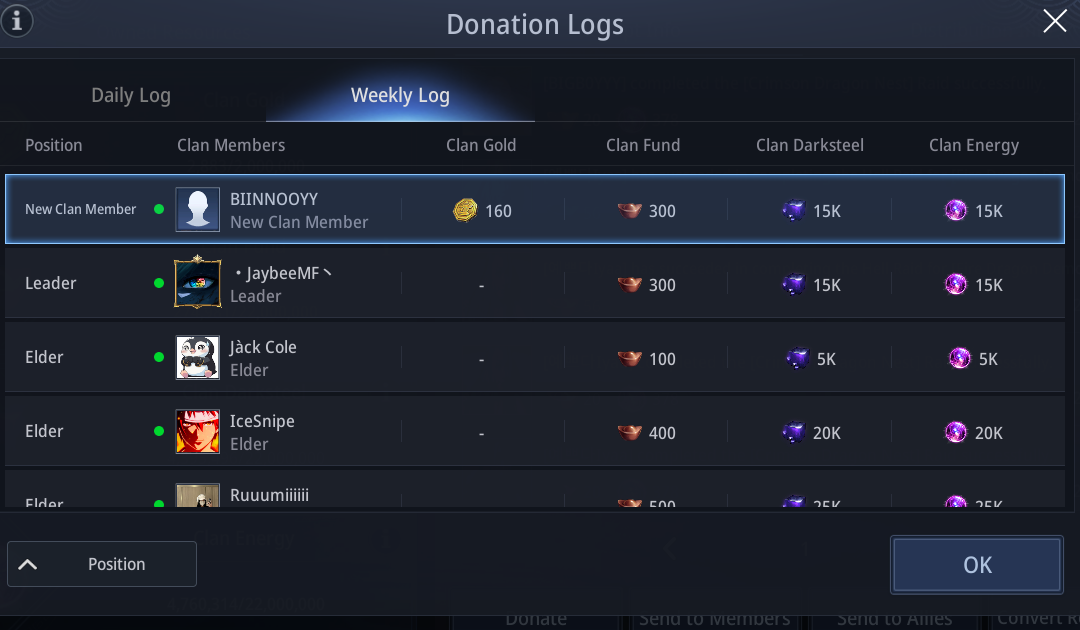 Donation Logs
Daily Log Weekly Log
Position Clan Members Clan Gold Clan Fund Clan Darksteel Clan Energy
New Clan Member BIINNOOYY 160 300 15K 15K
New Clan Member
Leader ・JaybeeMF丶 - 300 15K 15K
Leader
Elder Jàck Cole - 100 5K 5K
Elder
Elder IceSnipe - 400 20K 20K
Elder
Elder Ruuumiiiiii 500 25K 25K
Clan Energy
Position OK
Donate Send to Members Send to Allies Convert